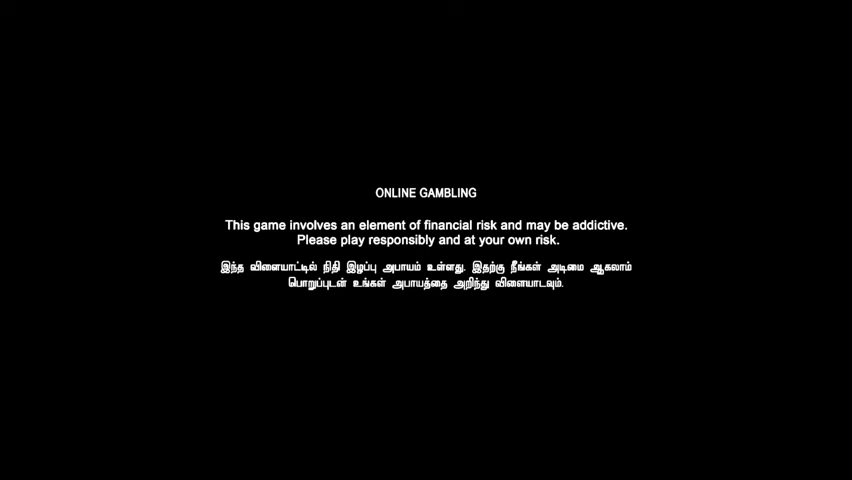 ONLINE GAMBLING
This game involves an element of financial risk and may be addictive.
Please play responsibly and at your own risk.
இந்த விளையாட்டில் நிதி இழப்பு அபாயம் உள்ளது. இதற்கு நீங்கள் அடிமை ஆகலாம்
பொறுப்புடன் உங்கள் அபாயத்தை அறிந்து விளையாடவும்.